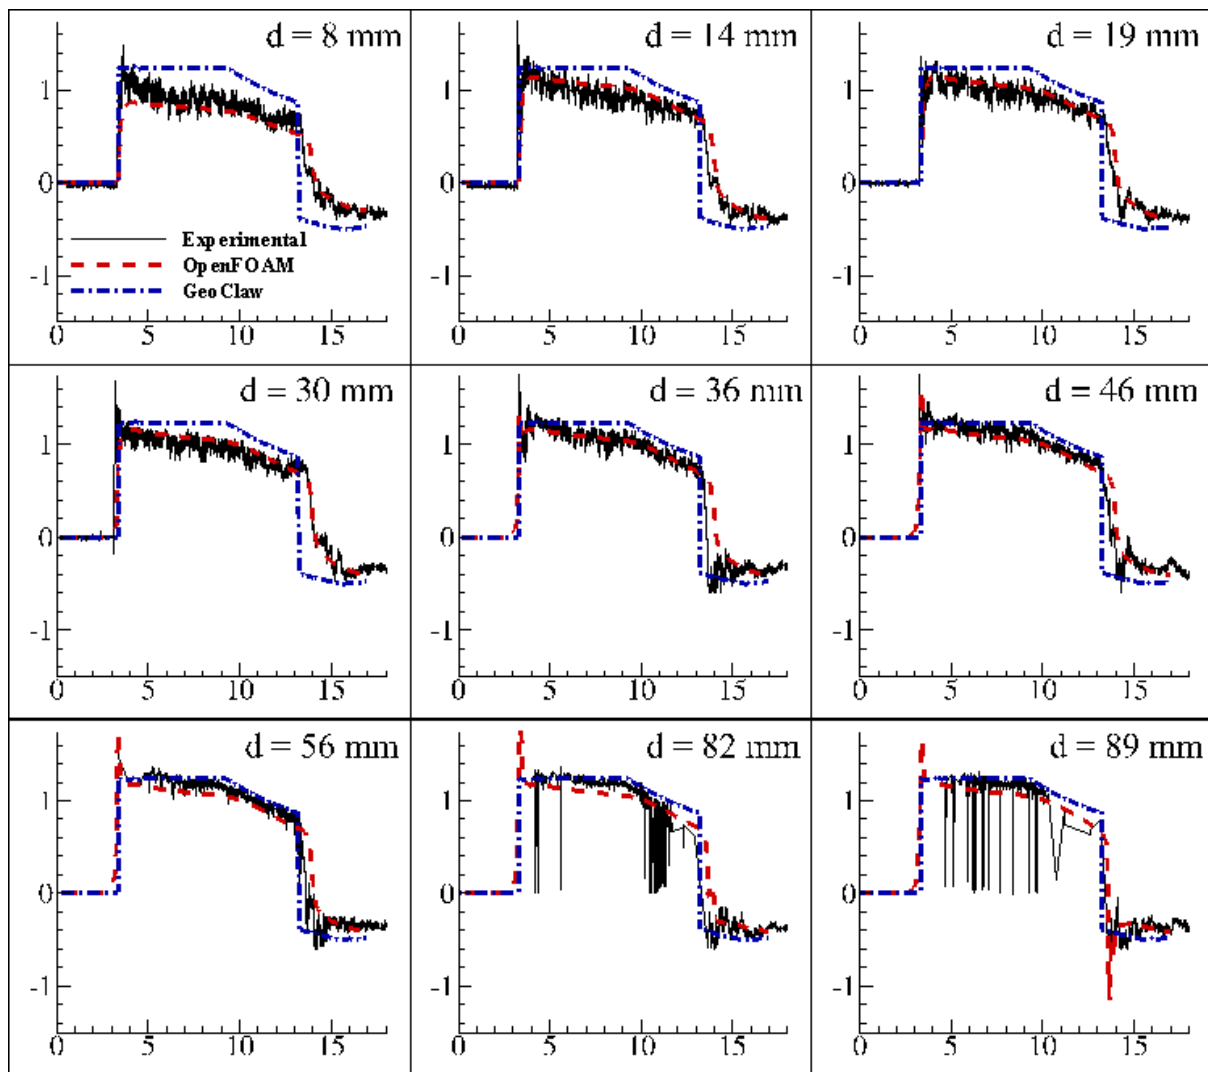 d = 8 mm
1
0
-1
Experimental
OpenFOAM
GeoClaw
0 5 10 15
d = 14 mm
1
0
-1
0 5 10 15
d = 19 mm
1
0
-1
0 5 10 15
d = 30 mm
1
0
-1
0 5 10 15
d = 36 mm
1
0
-1
0 5 10 15
d = 46 mm
1
0
-1
0 5 10 15
d = 56 mm
1
0
-1
0 5 10 15
d = 82 mm
1
0
-1
0 5 10 15
d = 89 mm
1
0
-1
0 5 10 15